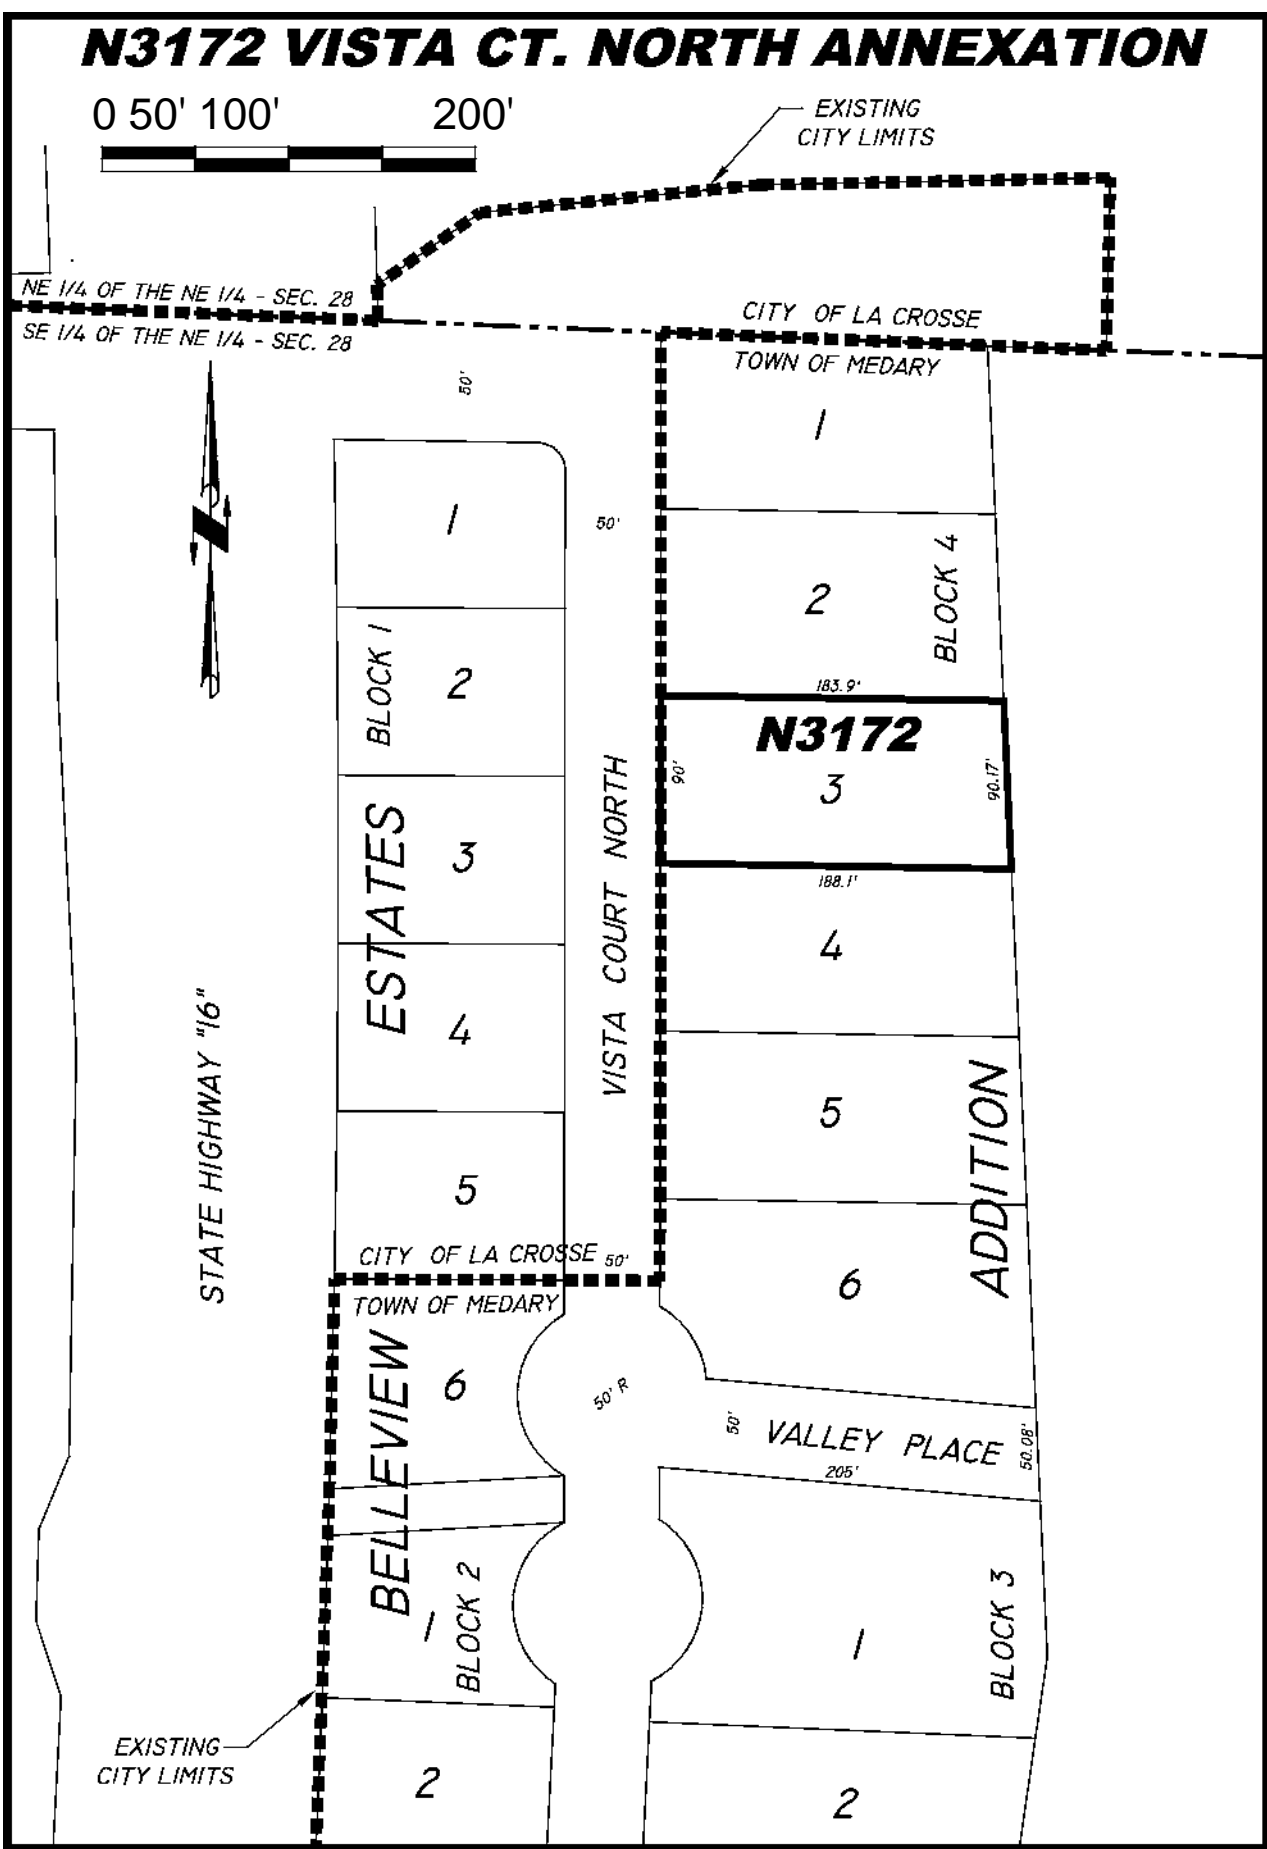 N3172 VISTA CT. NORTH ANNEXATION
0 50' 100' 200'
EXISTING
CITY LIMITS
NE 1/4 OF THE NE 1/4 - SEC. 28
SE 1/4 OF THE NE 1/4 - SEC. 28
CITY OF LA CROSSE
TOWN OF MEDARY
50'
1
N
1
50'
2
BLOCK 4
BLOCK 1
2
183.9'
N3172
90'
3
90.17'
188.1'
ESTATES
3
VISTA COURT NORTH
4
4
STATE HIGHWAY "16"
5
ADDITION
5
CITY OF LA CROSSE
50'
TOWN OF MEDARY
6
BELLEVIEW
6
50' R
50'
VALLEY PLACE
50.08'
205'
1
BLOCK 2
1
BLOCK 3
EXISTING
CITY LIMITS
2
2